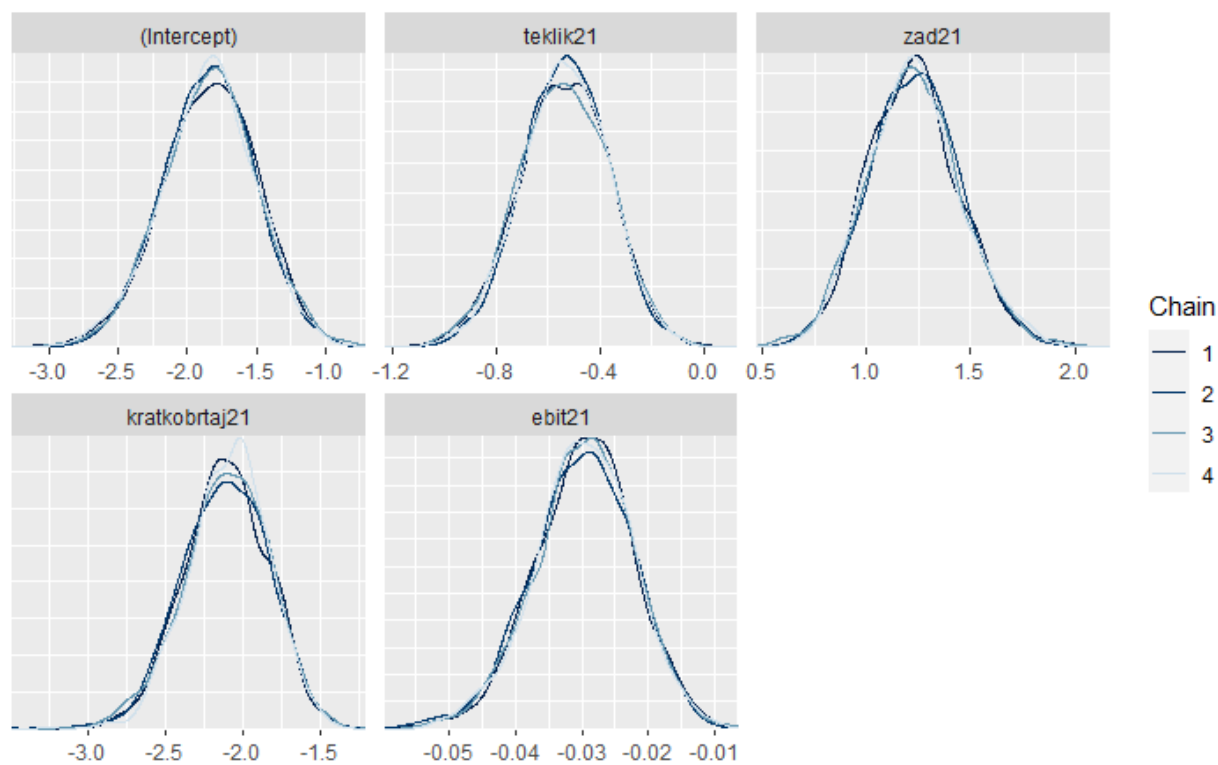 (Intercept) teklik21 zad21
-3.0 -2.5 -2.0 -1.5 -1.0 -1.2 -0.8 -0.4 0.0 0.5 1.0 1.5 2.0
kratkobrtaj21 ebit21
-3.0 -2.5 -2.0 -1.5 -0.05 -0.04 -0.03 -0.02 -0.01
Chain
1
2
3
4